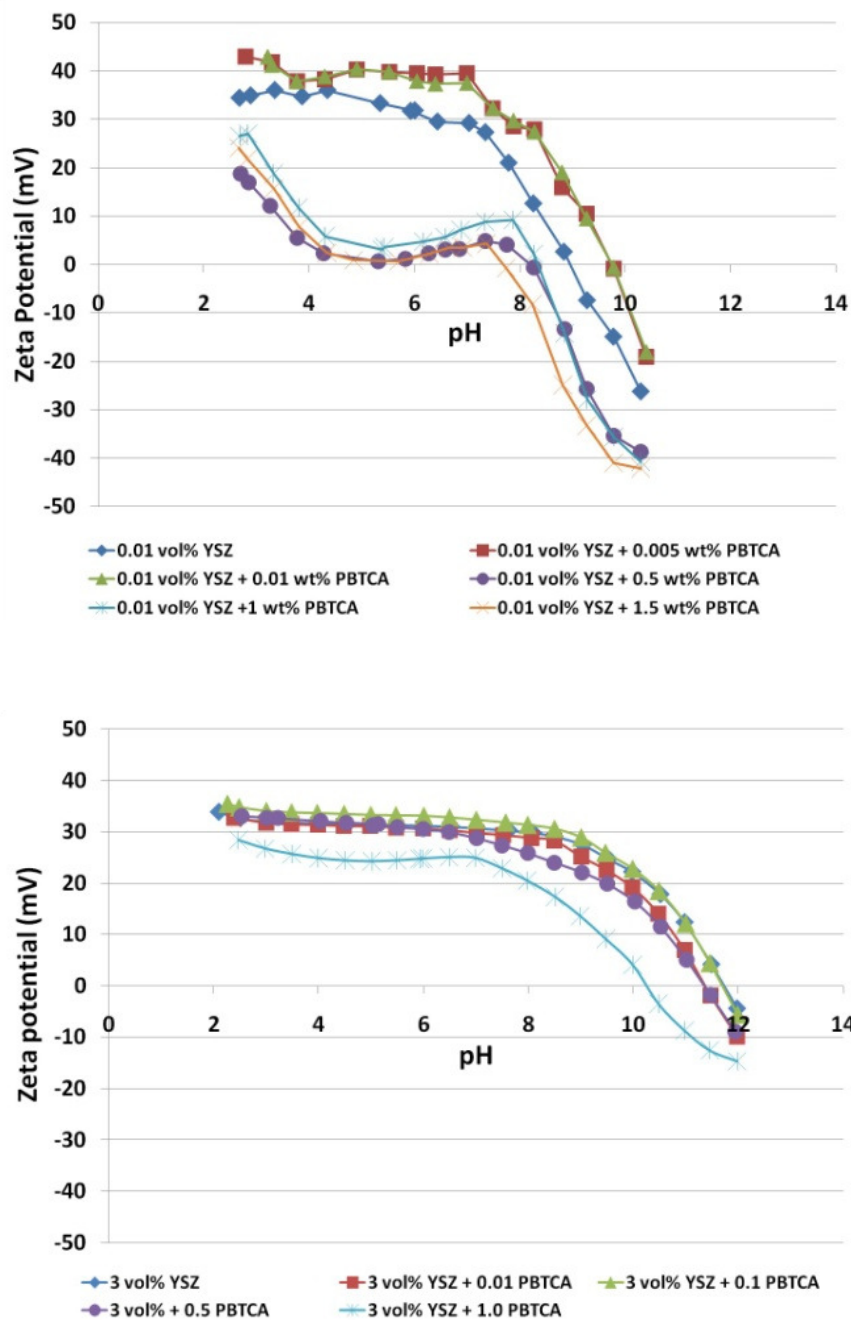 50
40
30
20
10
0
-10
-20
-30
-40
-50
Zeta Potential (mV)
0 2 4 6 8 10 12 14
pH
0.01 vol% YSZ 0.01 vol% YSZ + 0.005 wt% PBTCA
0.01 vol% YSZ + 0.01 wt% PBTCA 0.01 vol% YSZ + 0.5 wt% PBTCA
0.01 vol% YSZ +1 wt% PBTCA 0.01 vol% YSZ + 1.5 wt% PBTCA
50
40
30
20
10
0
-10
-20
-30
-40
-50
Zeta potential (mV)
0 2 4 6 8 10 12 14
pH
3 vol% YSZ 3 vol% YSZ + 0.01 PBTCA 3 vol% YSZ + 0.1 PBTCA
3 vol% + 0.5 PBTCA 3 vol% YSZ + 1.0 PBTCA